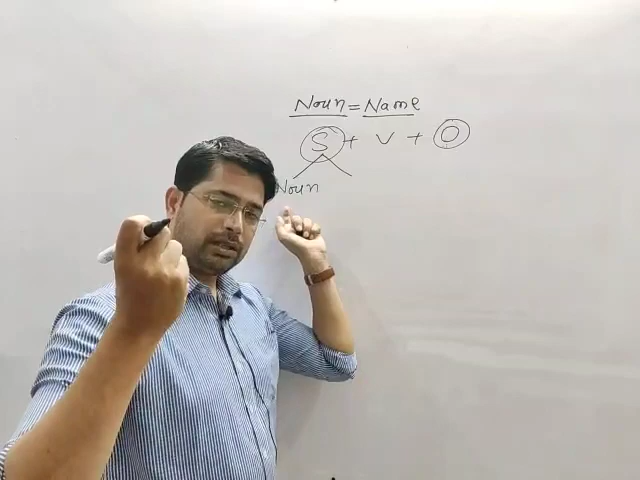 Noun = Name
S + V + O
Noun